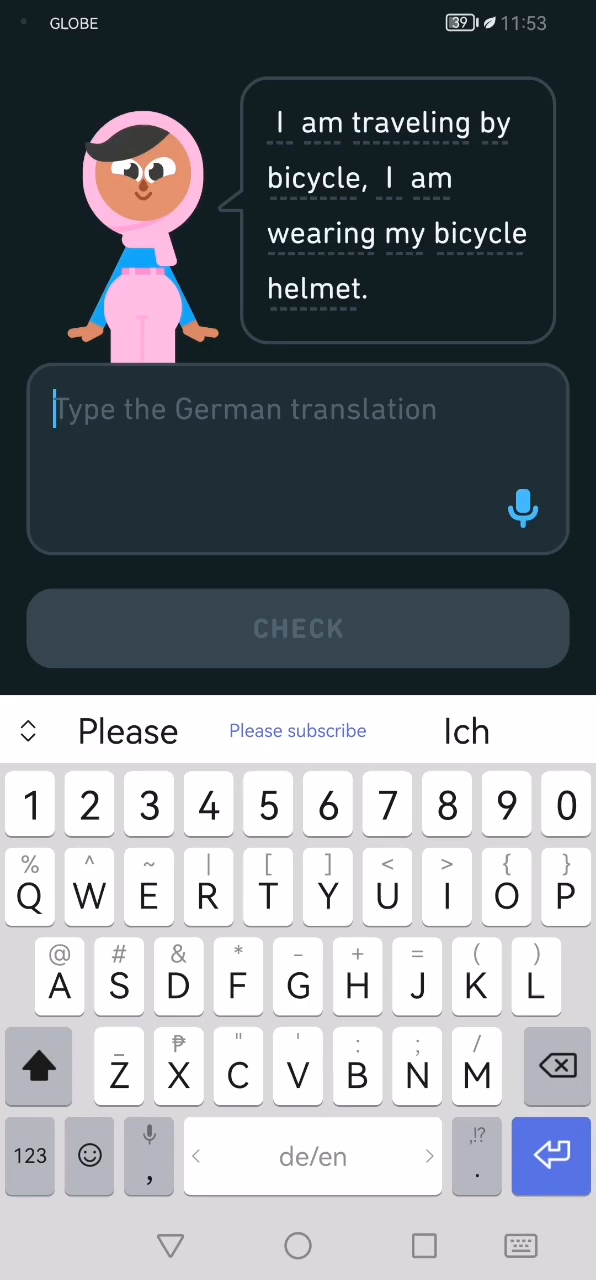 GLOBE 39 11:53
I am traveling by
bicycle, I am
wearing my bicycle
helmet.
Type the German translation
CHECK
Please Please subscribe Ich
1 2 3 4 5 6 7 8 9 0
% ^ ~ | [ ] < > { }
Q W E R T Y U I O P
@ # & * - + = ( )
A S D F G H J K L
_ ₱ " ' : ; /
Z X C V B N M
,!?
123 , < de/en > .